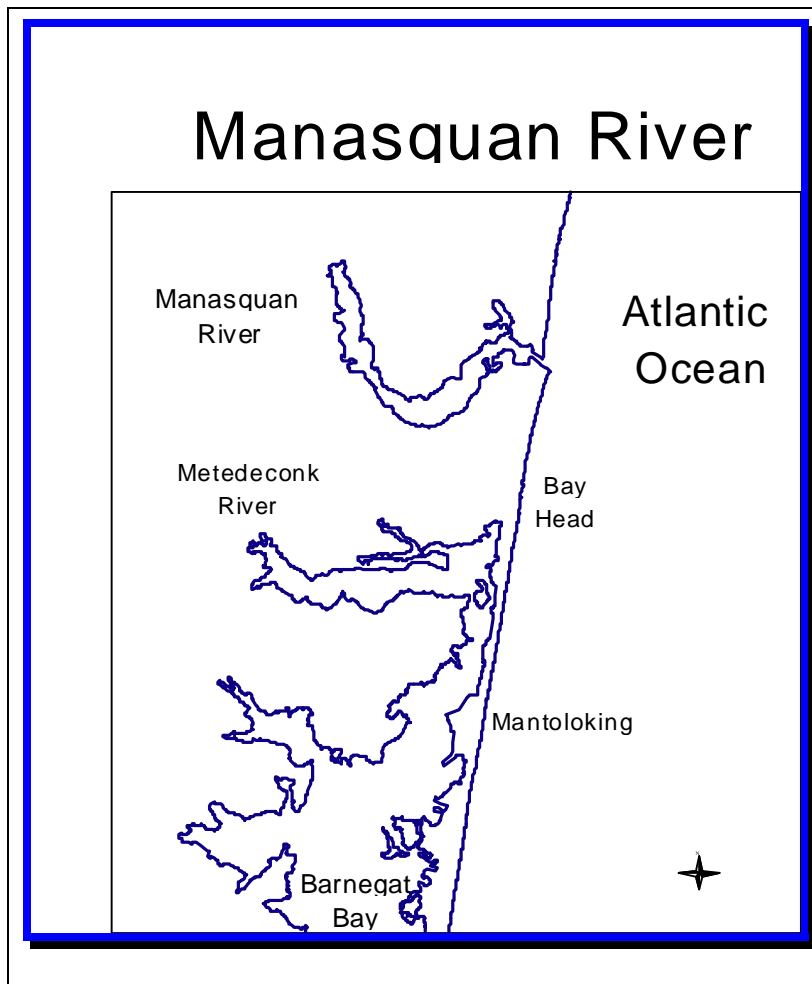 Manasquan River
Manasquan
River
Atlantic
Ocean
Metedeconk
River
Bay
Head
Mantoloking
Barnegat
Bay